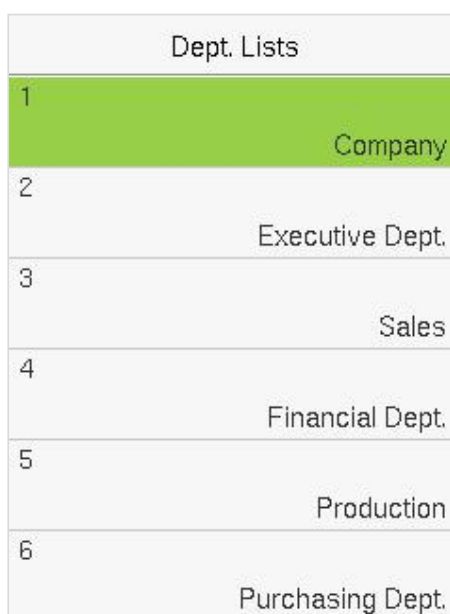 Dept. Lists
1
Company
2
Executive Dept.
3
Sales
4
Financial Dept.
5
Production
6
Purchasing Dept.